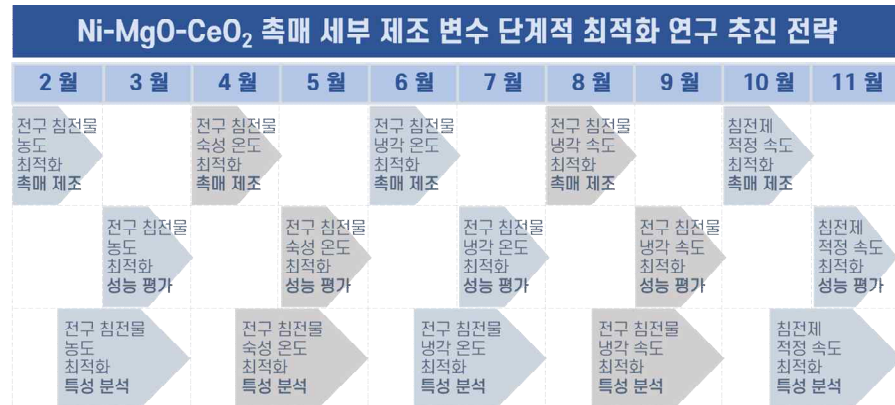 Ni-MgO-CeO₂ 촉매 세부 제조 변수 단계적 최적화 연구 추진 전략
2 월 3 월 4 월 5 월 6 월 7 월 8 월 9 월 10 월 11 월
전구 침전물
농도
최적화
촉매 제조
전구 침전물
숙성 온도
최적화
촉매 제조
전구 침전물
냉각 온도
최적화
촉매 제조
전구 침전물
냉각 속도
최적화
촉매 제조
침전제
적정 속도
최적화
촉매 제조
전구 침전물
농도
최적화
성능 평가
전구 침전물
숙성 온도
최적화
성능 평가
전구 침전물
냉각 온도
최적화
성능 평가
전구 침전물
냉각 속도
최적화
성능 평가
침전제
적정 속도
최적화
성능 평가
전구 침전물
농도
최적화
특성 분석
전구 침전물
숙성 온도
최적화
특성 분석
전구 침전물
냉각 온도
최적화
특성 분석
전구 침전물
냉각 속도
최적화
특성 분석
침전제
적정 속도
최적화
특성 분석